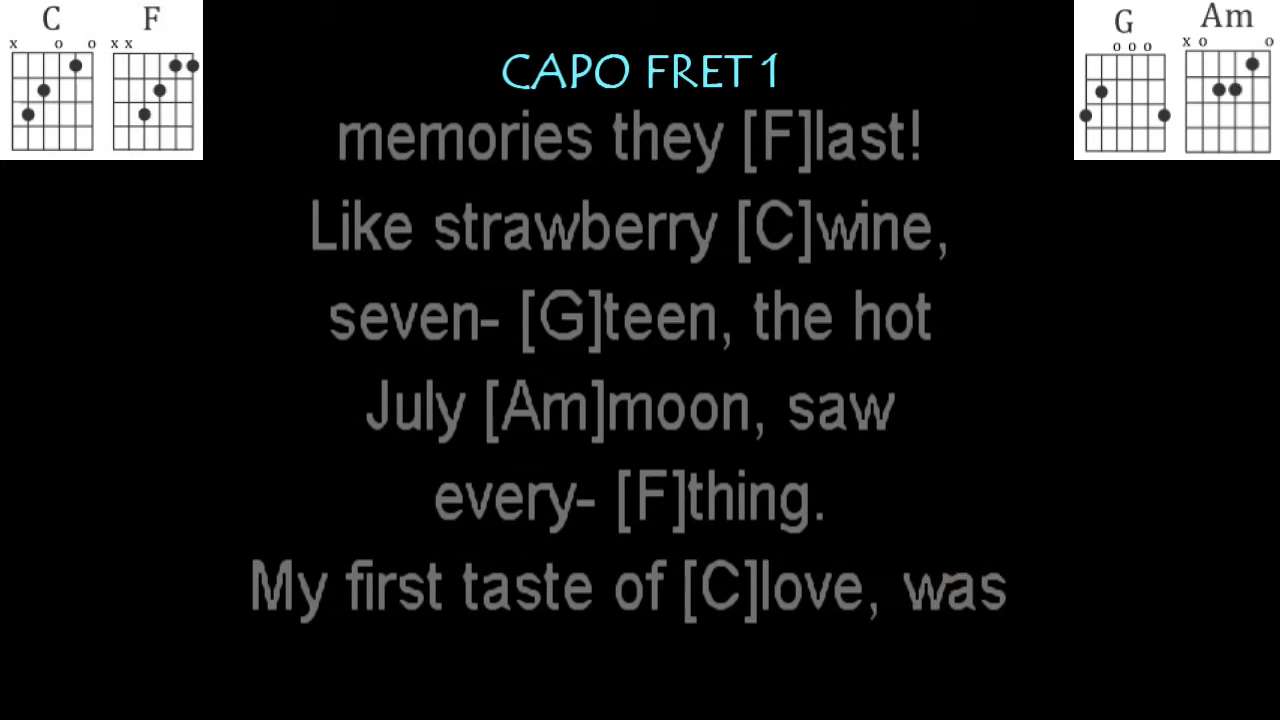 C F
x o o x x
G Am
o o o x o o
CAPO FRET 1
memories they [F]last!
Like strawberry [C]wine,
seven- [G]teen, the hot
July [Am]moon, saw
every- [F]thing.
My first taste of [C]love, was